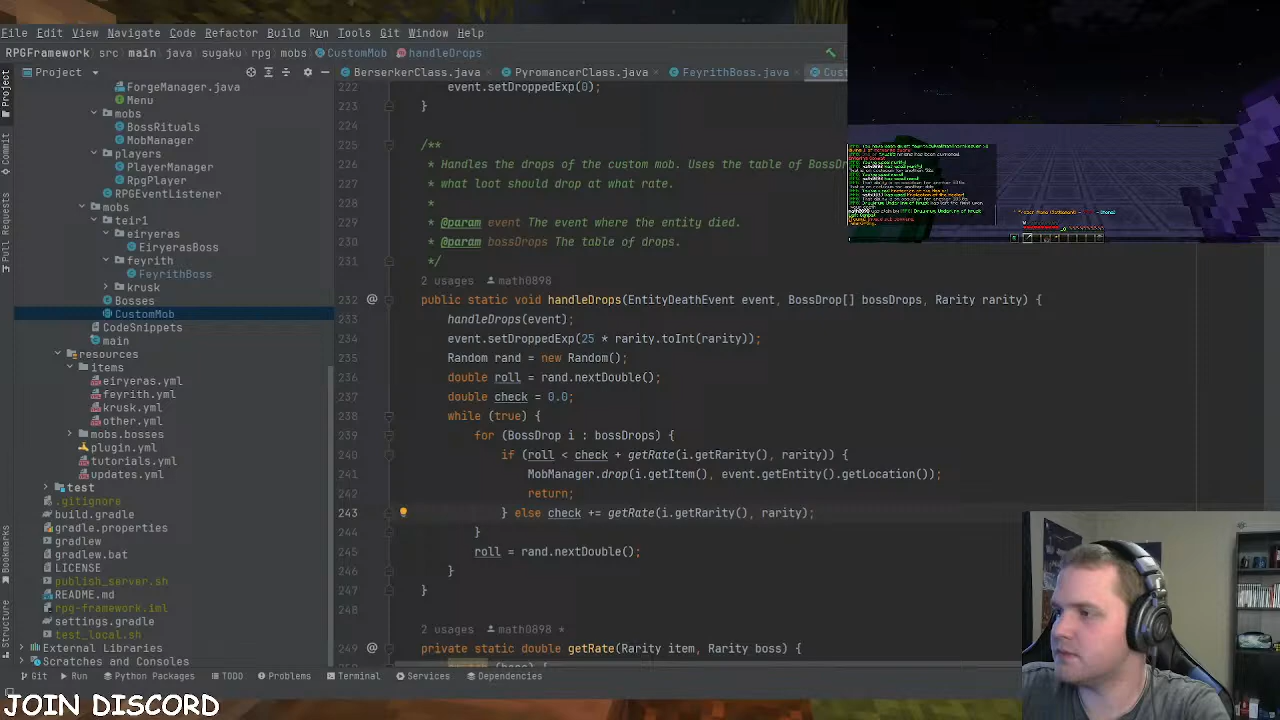 File Edit View Navigate Code Refactor Build Run Tools Git Window Help
RPGFramework src main java sugaku rpg mobs CustomMob handleDrops
Project
BerserkerClass.java PyromancerClass.java FeyrithBoss.java Cust
ForgeManager.java
Menu
mobs
BossRituals
MobManager
players
PlayerManager
RpgPlayer
RPGEventListener
mobs
teir1
eiryeras
EiryerasBoss
feyrith
FeyrithBoss
krusk
Bosses
CustomMob
CodeSnippets
main
resources
items
eiryeras.yml
feyrith.yml
krusk.yml
other.yml
mobs.bosses
plugin.yml
tutorials.yml
updates.yml
test
.gitignore
build.gradle
gradle.properties
gradlew
gradlew.bat
LICENSE
publish_server.sh
README.md
rpg-framework.iml
settings.gradle
test_local.sh
External Libraries
Scratches and Consoles
Project
Commit
Pull Requests
Bookmarks
Structure
222 event.setDroppedExp(0);
223 }
224
225 /**
226 * Handles the drops of the custom mob. Uses the table of BossD
227 * what loot should drop at what rate.
228 *
229 * @param event The event where the entity died.
230 * @param bossDrops The table of drops.
231 */
2 usages math0898
232 @ public static void handleDrops(EntityDeathEvent event, BossDrop[] bossDrops, Rarity rarity) {
233 handleDrops(event);
234 event.setDroppedExp(25 * rarity.toInt(rarity));
235 Random rand = new Random();
236 double roll = rand.nextDouble();
237 double check = 0.0;
238 while (true) {
239 for (BossDrop i : bossDrops) {
240 if (roll < check + getRate(i.getRarity(), rarity)) {
241 MobManager.drop(i.getItem(), event.getEntity().getLocation());
242 return;
243 } else check += getRate(i.getRarity(), rarity);
244 }
245 roll = rand.nextDouble();
246 }
247 }
248
2 usages math0898 *
249 @ private static double getRate(Rarity item, Rarity boss) {
Git Run Python Packages TODO Problems Terminal Services Dependencies
JOIN DISCORD